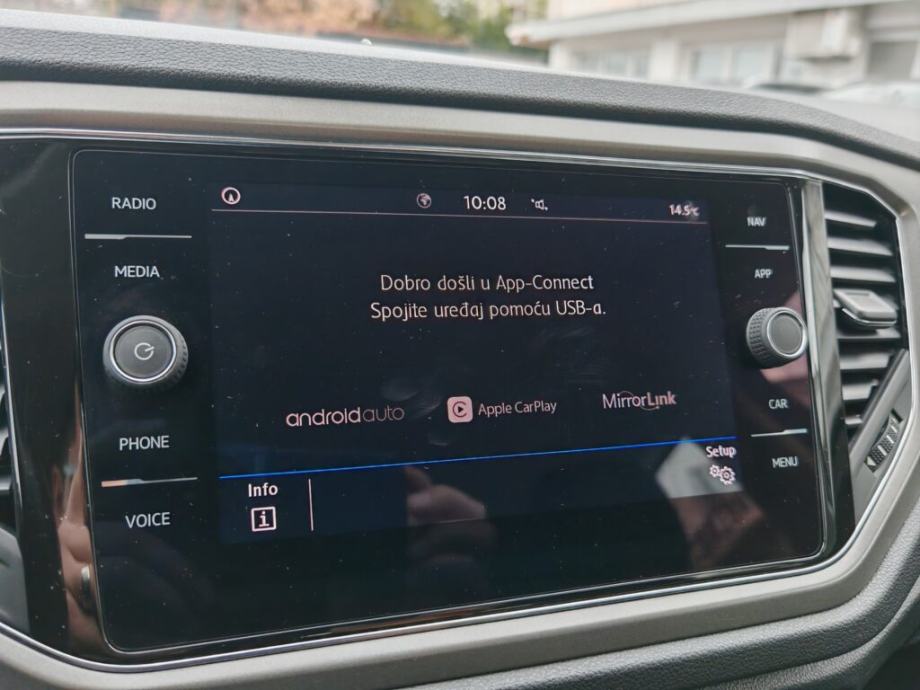 RADIO
MEDIA
PHONE
VOICE
10:08
14.5°C
Dobro došli u App-Connect
Spojite uređaj pomoću USB-a.
androidauto
Apple CarPlay
MirrorLink
Info
Setup
NAV
APP
CAR
MENU